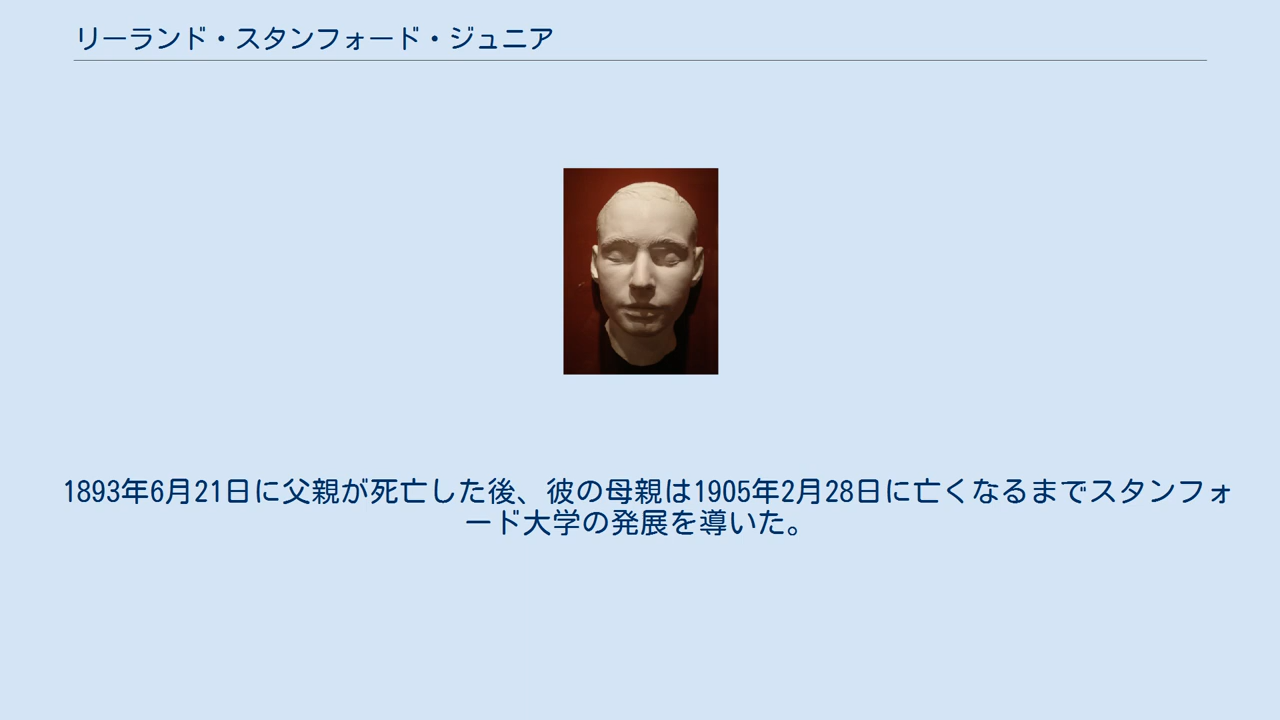 リーランド・スタンフォード・ジュニア
1893年6月21日に父親が死亡した後、彼の母親は1905年2月28日に亡くなるまでスタンフォ
ード大学の発展を導いた。